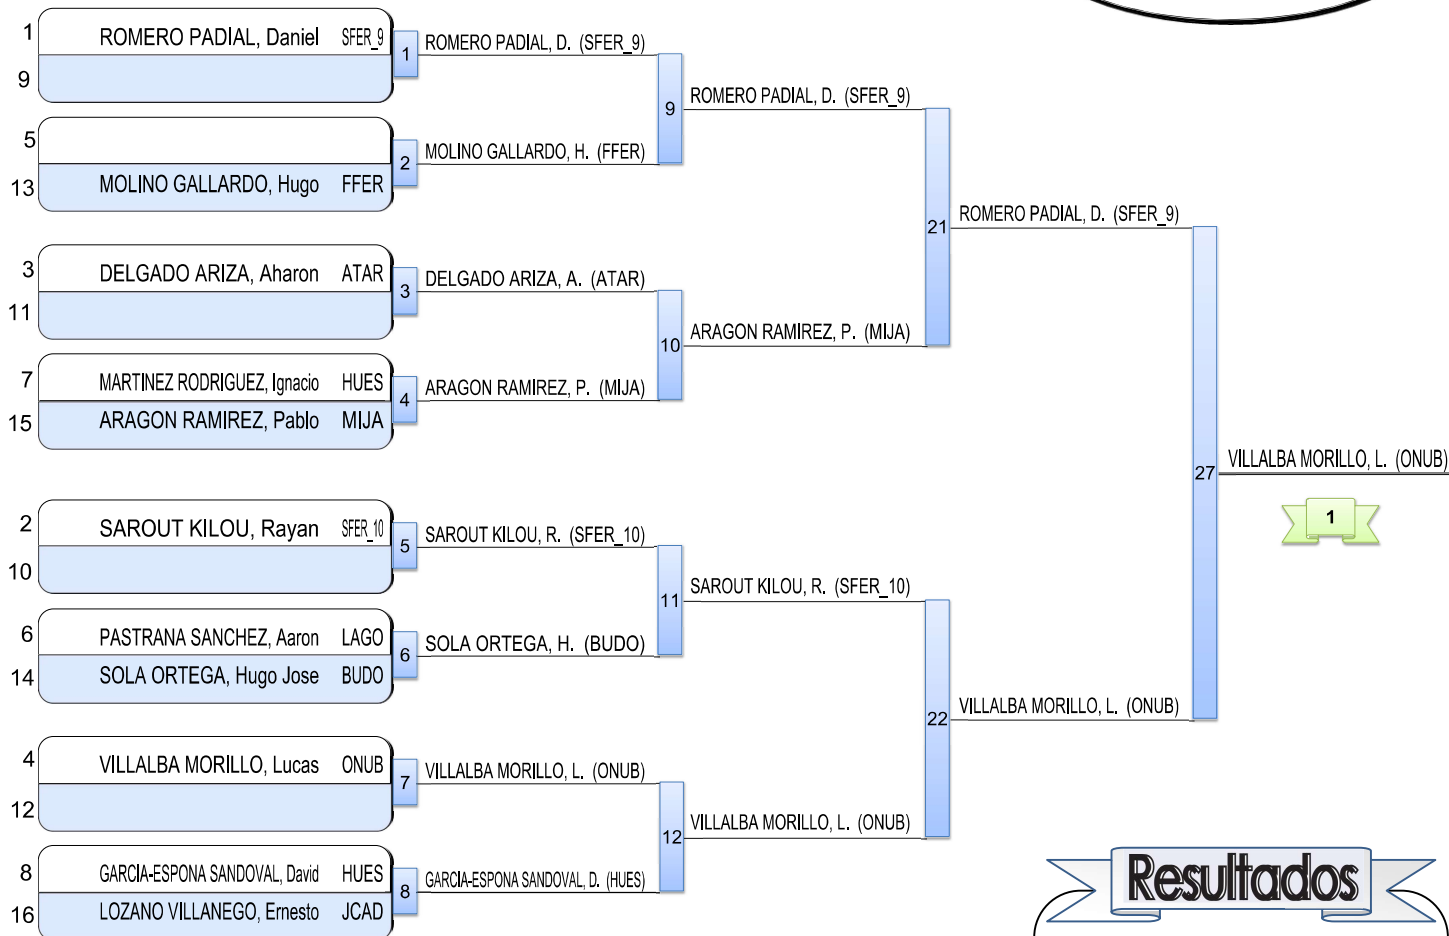 1 ROMERO PADIAL, Daniel SFER_9
9
1
ROMERO PADIAL, D. (SFER_9)
5
13 MOLINO GALLARDO, Hugo FFER
2
MOLINO GALLARDO, H. (FFER)
9
ROMERO PADIAL, D. (SFER_9)
3 DELGADO ARIZA, Aharon ATAR
11
3
DELGADO ARIZA, A. (ATAR)
7 MARTINEZ RODRIGUEZ, Ignacio HUES
15 ARAGON RAMIREZ, Pablo MIJA
4
ARAGON RAMIREZ, P. (MIJA)
10
ARAGON RAMIREZ, P. (MIJA)
21
ROMERO PADIAL, D. (SFER_9)
2 SAROUT KILOU, Rayan SFER_10
10
5
SAROUT KILOU, R. (SFER_10)
6 PASTRANA SANCHEZ, Aaron LAGO
14 SOLA ORTEGA, Hugo Jose BUDO
6
SOLA ORTEGA, H. (BUDO)
11
SAROUT KILOU, R. (SFER_10)
4 VILLALBA MORILLO, Lucas ONUB
12
7
VILLALBA MORILLO, L. (ONUB)
8 GARCIA-ESPONA SANDOVAL, David HUES
16 LOZANO VILLANEGO, Ernesto JCAD
8
GARCIA-ESPONA SANDOVAL, D. (HUES)
12
VILLALBA MORILLO, L. (ONUB)
22
VILLALBA MORILLO, L. (ONUB)
27
VILLALBA MORILLO, L. (ONUB)
1
Resultados